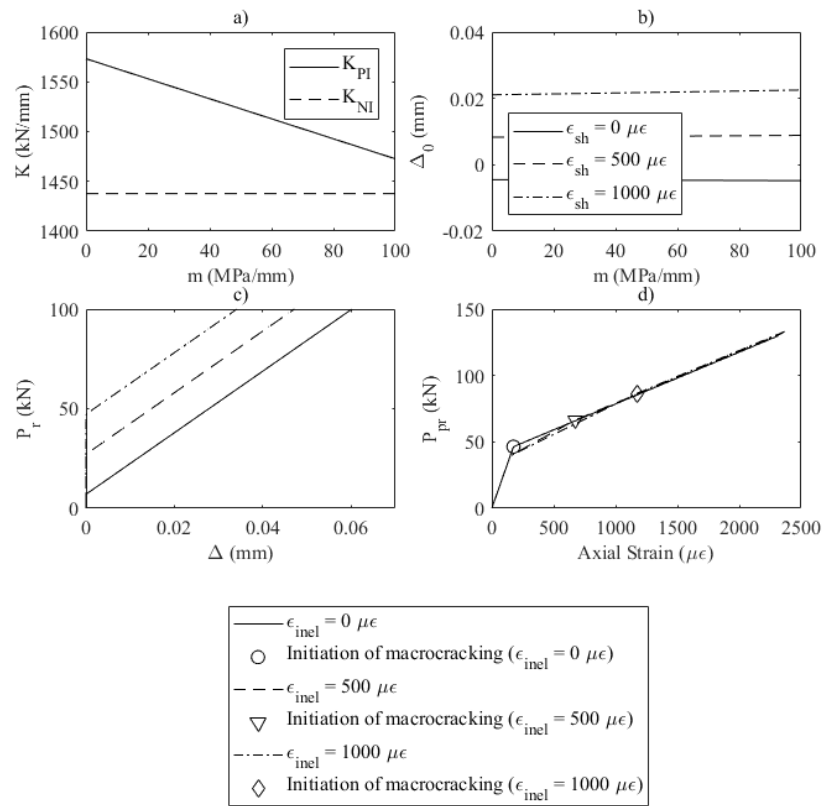 a)
1600
1550
1500
1450
1400
K (kN/mm)
K_PI
K_NI
0 20 40 60 80 100
m (MPa/mm)
b)
0.04
0.02
0
-0.02
Δ_0 (mm)
ϵ_sh = 0 μϵ
ϵ_sh = 500 μϵ
ϵ_sh = 1000 μϵ
0 20 40 60 80 100
m (MPa/mm)
c)
100
50
0
P_r (kN)
0 0.02 0.04 0.06
Δ (mm)
d)
150
100
50
0
P_pr (kN)
0 500 1000 1500 2000 2500
Axial Strain (μϵ)
ϵ_inel = 0 μϵ
Initiation of macrocracking (ϵ_inel = 0 μϵ)
ϵ_inel = 500 μϵ
Initiation of macrocracking (ϵ_inel = 500 μϵ)
ϵ_inel = 1000 μϵ
Initiation of macrocracking (ϵ_inel = 1000 μϵ)